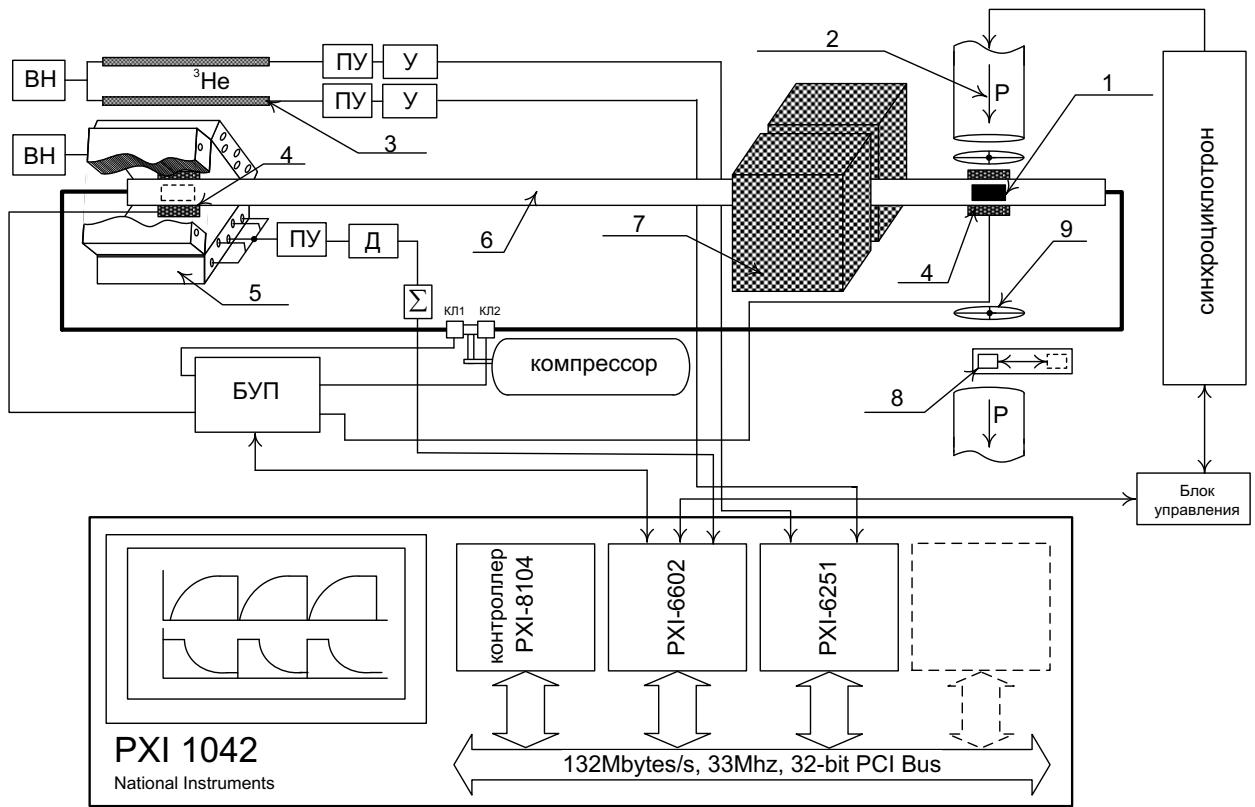 ВН
³He
ПУ
У
ПУ
У
3
ВН
4
5
6
ПУ
Д
Σ
7
2
P
1
4
9
8
P
синхроциклотрон
КЛ1
КЛ2
компрессор
БУП
Блок
управления
контроллер
PXI-8104
PXI-6602
PXI-6251
PXI 1042
National Instruments
132Mbytes/s, 33Mhz, 32-bit PCI Bus